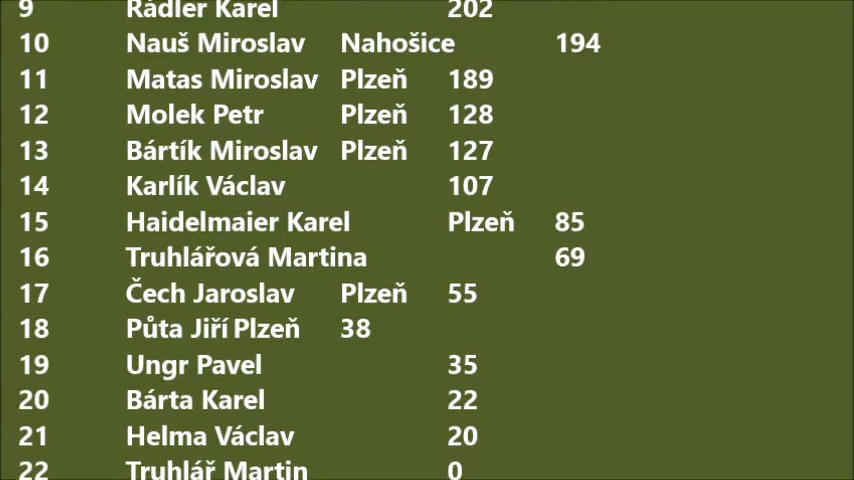 9 Rádler Karel 202
10 Nauš Miroslav Nahošice 194
11 Matas Miroslav Plzeň 189
12 Molek Petr Plzeň 128
13 Bártík Miroslav Plzeň 127
14 Karlík Václav 107
15 Haidelmaier Karel Plzeň 85
16 Truhlářová Martina 69
17 Čech Jaroslav Plzeň 55
18 Půta Jiří Plzeň 38
19 Ungr Pavel 35
20 Bárta Karel 22
21 Helma Václav 20
22 Truhlář Martin 0